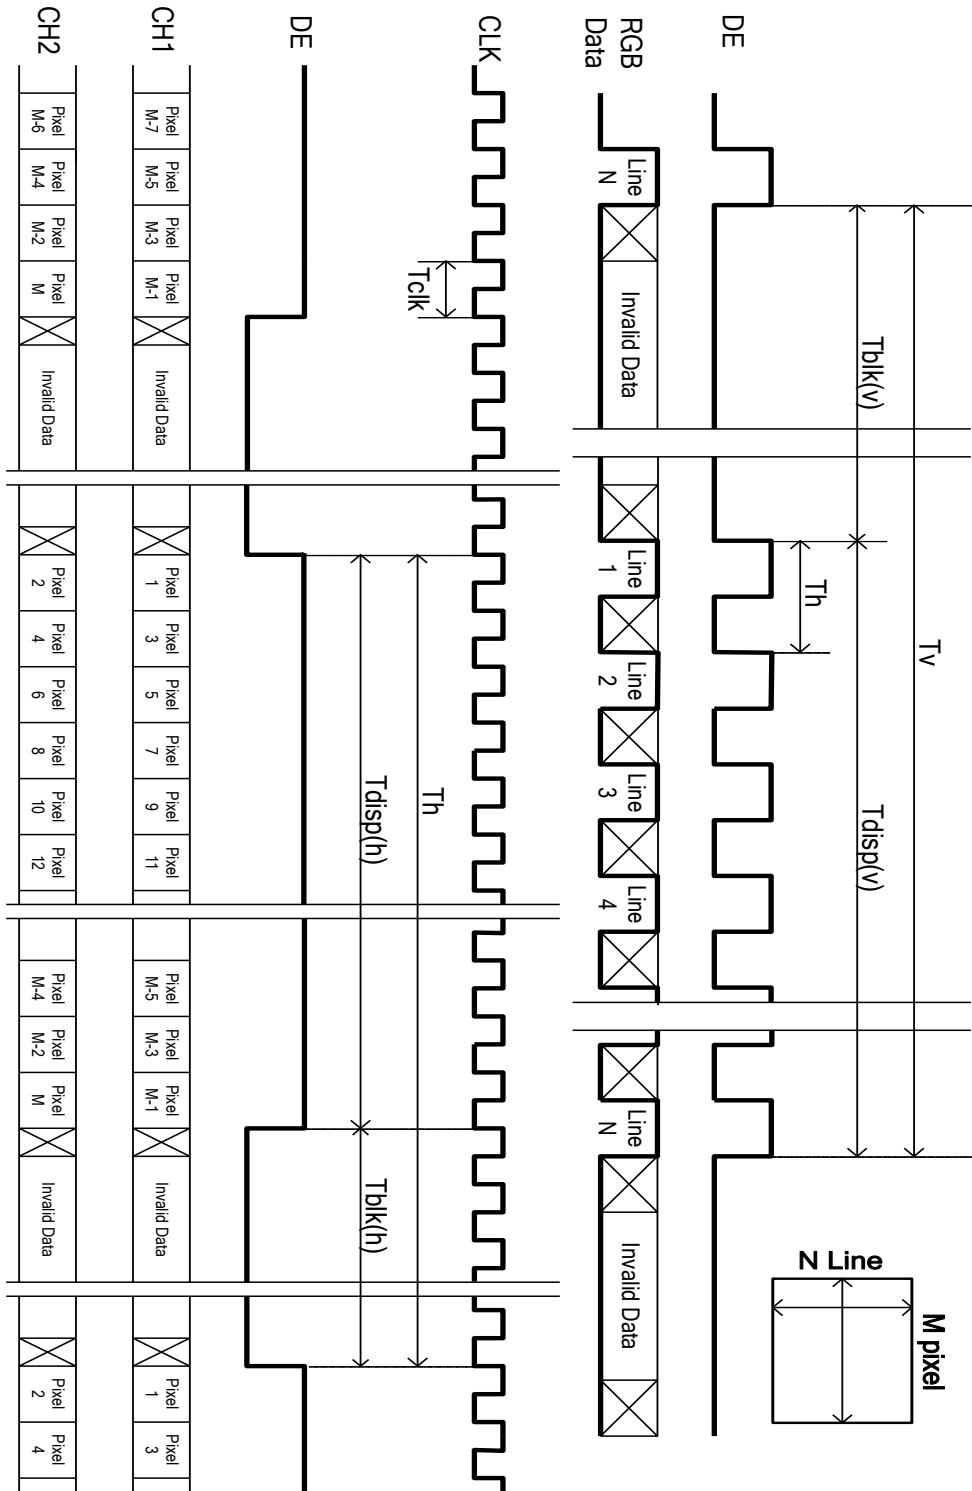 DE
Tv
Tblk(v)
Tdisp(v)
Th
RGB
Data
Line
N
Invalid Data
Line
1
Line
2
Line
3
Line
4
Line
N
Invalid Data
N Line
M pixel
CLK
Tclk
Th
DE
Tdisp(h)
Tblk(h)
CH1
Pixel
M-7
Pixel
M-5
Pixel
M-3
Pixel
M-1
Invalid Data
Pixel
1
Pixel
3
Pixel
5
Pixel
7
Pixel
9
Pixel
11
Pixel
M-5
Pixel
M-3
Pixel
M-1
Invalid Data
Pixel
1
Pixel
3
CH2
Pixel
M-6
Pixel
M-4
Pixel
M-2
Pixel
M
Invalid Data
Pixel
2
Pixel
4
Pixel
6
Pixel
8
Pixel
10
Pixel
12
Pixel
M-4
Pixel
M-2
Pixel
M
Invalid Data
Pixel
2
Pixel
4